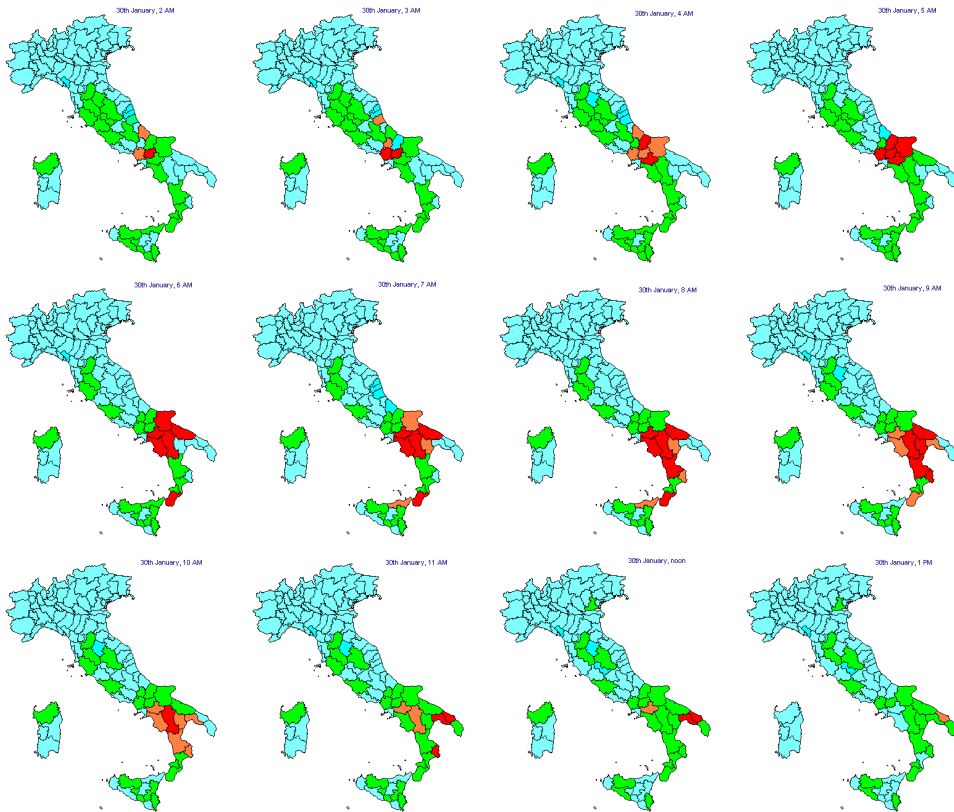 30th January, 2 AM
30th January, 3 AM
30th January, 4 AM
30th January, 5 AM
30th January, 6 AM
30th January, 7 AM
30th January, 8 AM
30th January, 9 AM
30th January, 10 AM
30th January, 11 AM
30th January, noon
30th January, 1 PM